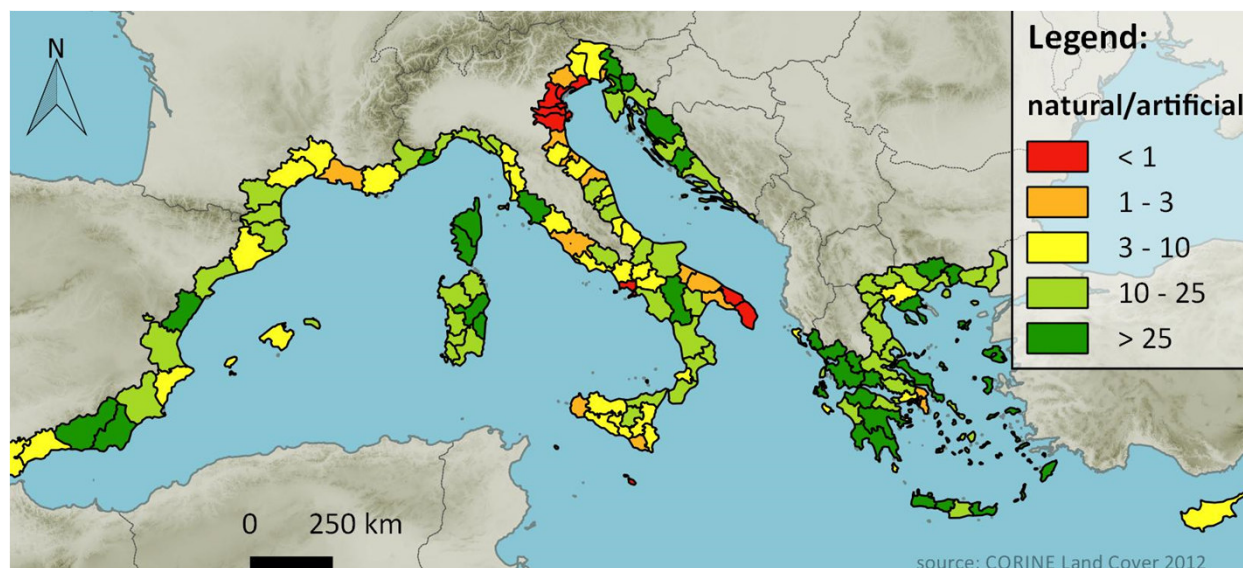 N
Legend:
natural/artificial
< 1
1 - 3
3 - 10
10 - 25
> 25
0 250 km
source: CORINE Land Cover 2012